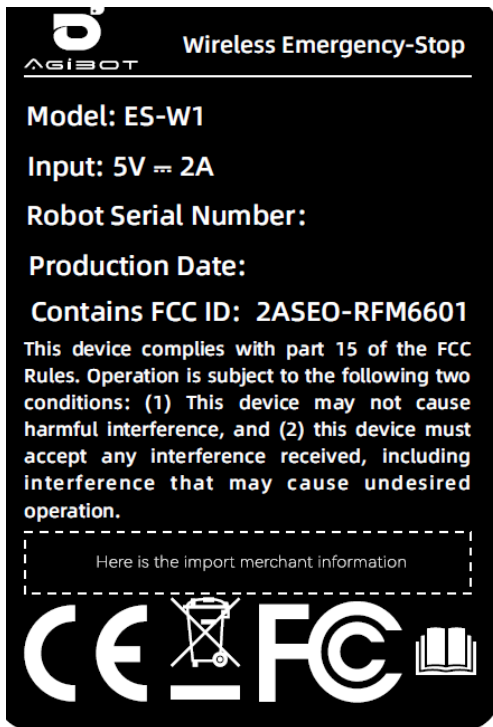 AGIBOT
Wireless Emergency-Stop
Model: ES-W1
Input: 5V ⎓ 2A
Robot Serial Number:
Production Date:
Contains FCC ID: 2ASEO-RFM6601
This device complies with part 15 of the FCC
Rules. Operation is subject to the following two
conditions: (1) This device may not cause
harmful interference, and (2) this device must
accept any interference received, including
interference that may cause undesired
operation.
Here is the import merchant information
CE FC